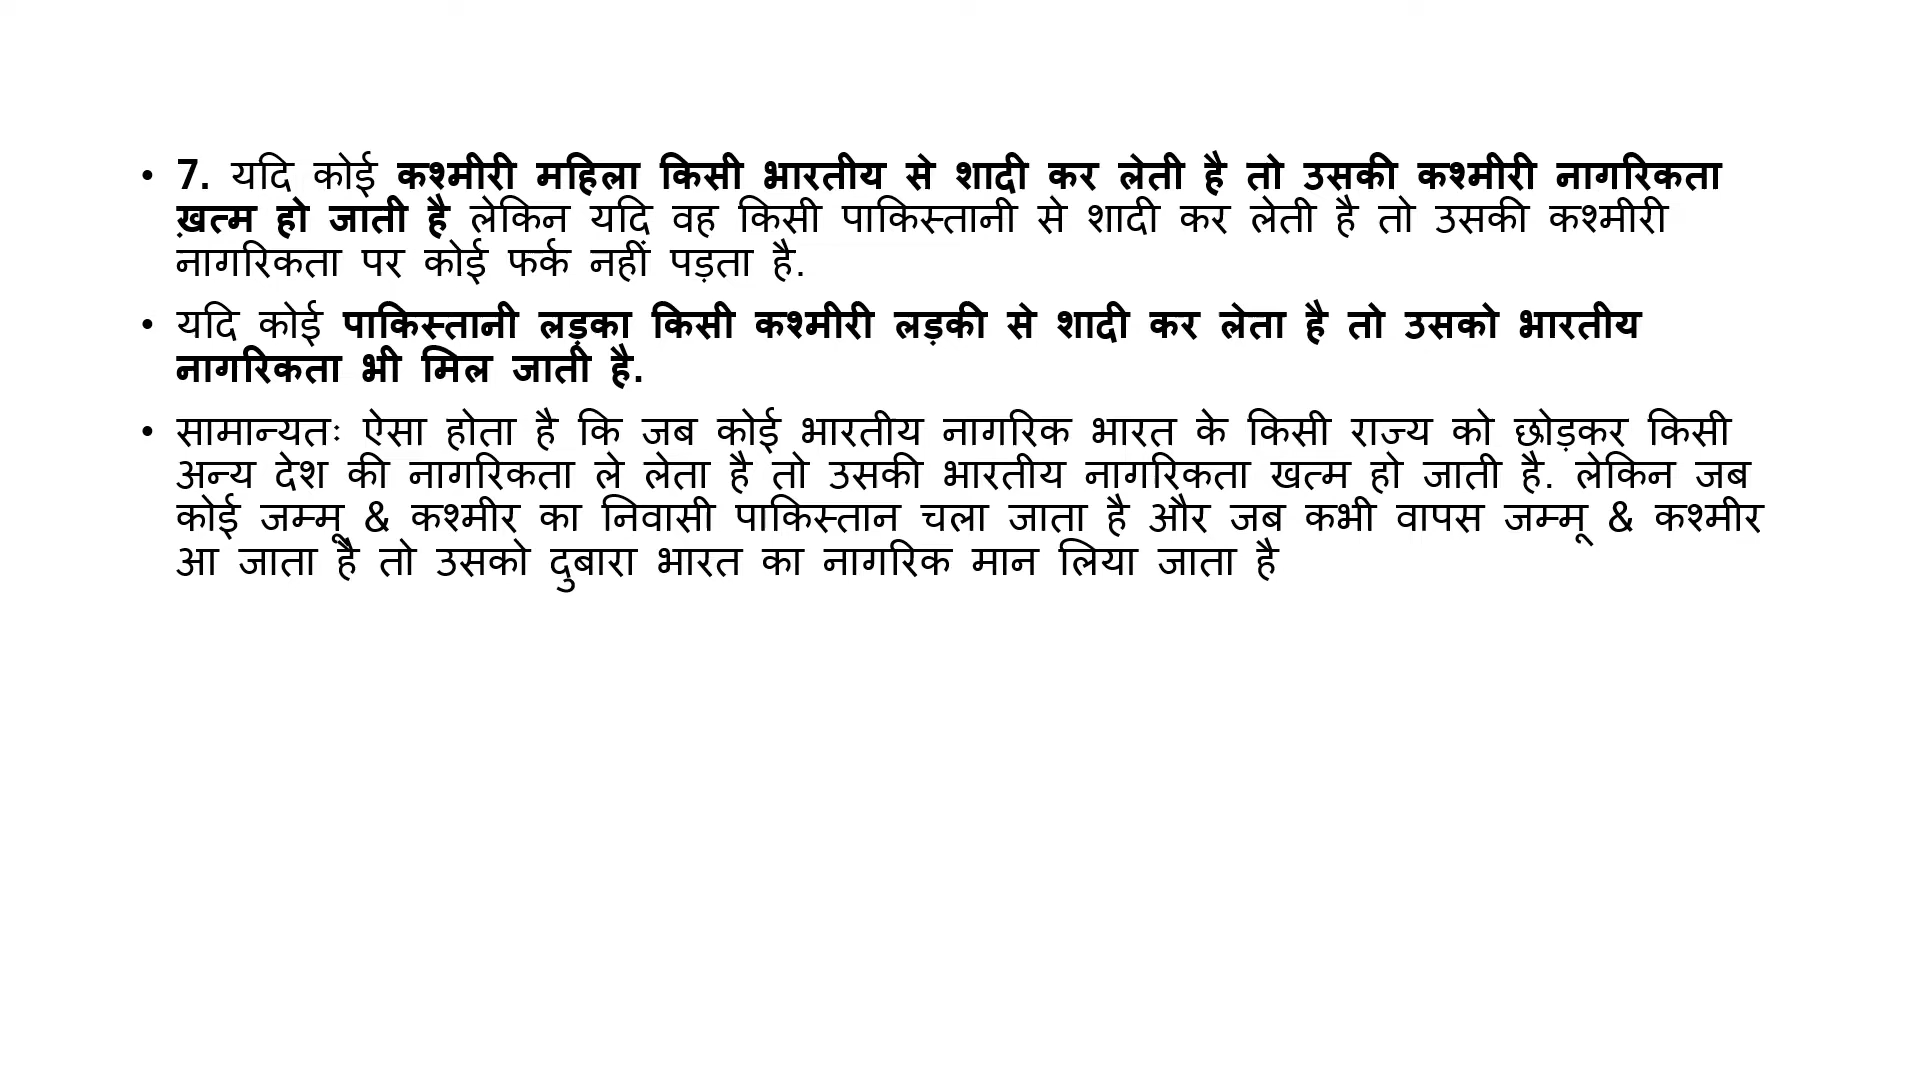 • 7. यदि कोई कश्मीरी महिला किसी भारतीय से शादी कर लेती है तो उसकी कश्मीरी नागरिकता
ख़त्म हो जाती है लेकिन यदि वह किसी पाकिस्तानी से शादी कर लेती है तो उसकी कश्मीरी
नागरिकता पर कोई फर्क नहीं पड़ता है.
• यदि कोई पाकिस्तानी लड़का किसी कश्मीरी लड़की से शादी कर लेता है तो उसको भारतीय
नागरिकता भी मिल जाती है.
• सामान्यतः ऐसा होता है कि जब कोई भारतीय नागरिक भारत के किसी राज्य को छोड़कर किसी
अन्य देश की नागरिकता ले लेता है तो उसकी भारतीय नागरिकता खत्म हो जाती है. लेकिन जब
कोई जम्मू & कश्मीर का निवासी पाकिस्तान चला जाता है और जब कभी वापस जम्मू & कश्मीर
आ जाता है तो उसको दुबारा भारत का नागरिक मान लिया जाता है